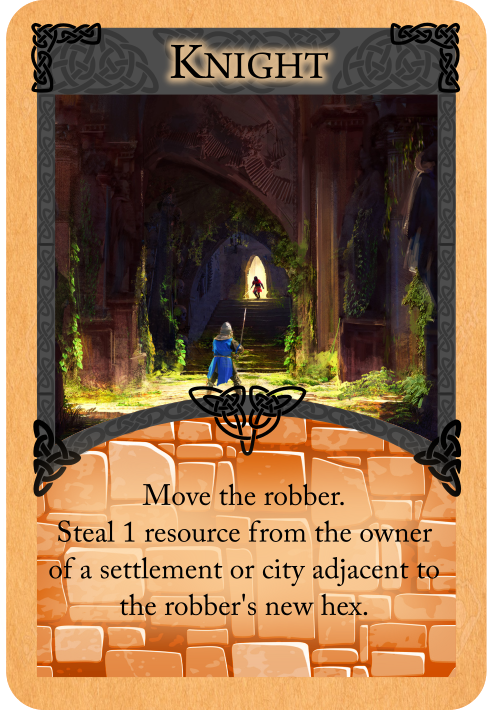 Knight
Move the robber.
Steal 1 resource from the owner
of a settlement or city adjacent to
the robber's new hex.